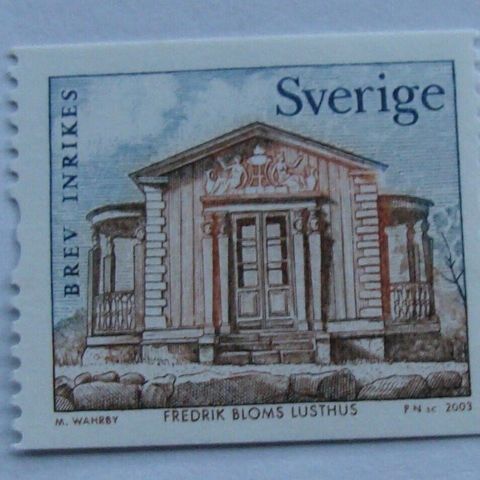 Sverige
BREV INRIKES
M. WAHRBY
FREDRIK BLOMS LUSTHUS
P N SC 2003